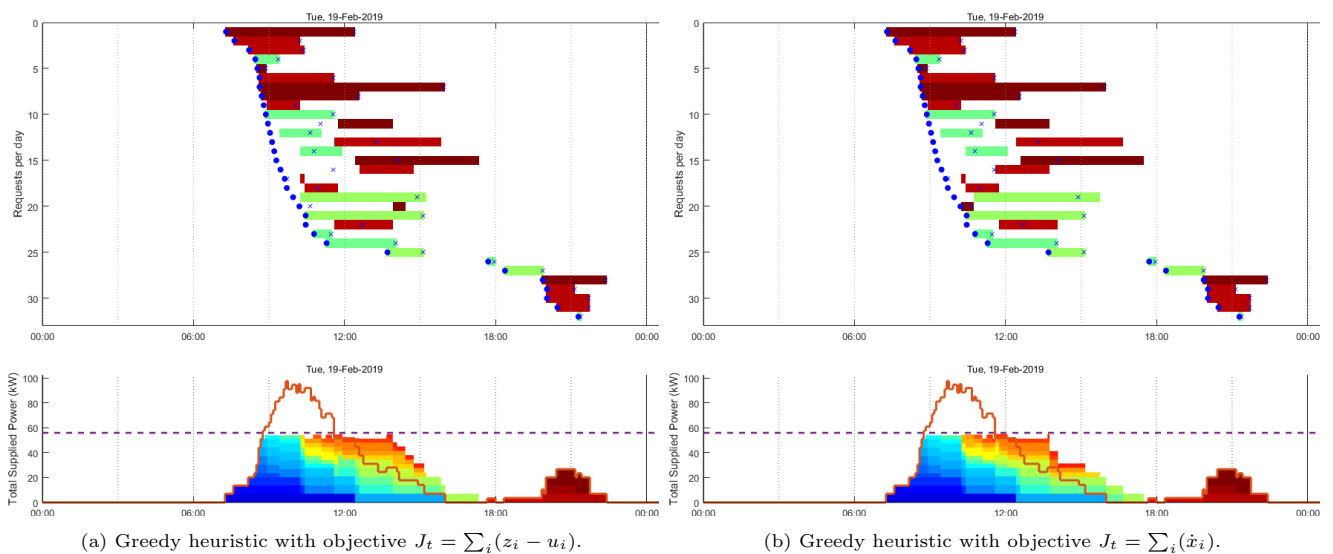 Tue, 19-Feb-2019
Tue, 19-Feb-2019
Requests per day
0
5
10
15
20
25
30
00:00 06:00 12:00 18:00 00:00
Requests per day
0
5
10
15
20
25
30
00:00 06:00 12:00 18:00 00:00
Tue, 19-Feb-2019
Tue, 19-Feb-2019
Total Supplied Power (kW)
100
80
60
40
20
0
00:00 06:00 12:00 18:00 00:00
Total Supplied Power (kW)
100
80
60
40
20
0
00:00 06:00 12:00 18:00 00:00
(a) Greedy heuristic with objective $J_t = \sum_i (z_i - u_i)$.
(b) Greedy heuristic with objective $J_t = \sum_i (\dot{x}_i)$.